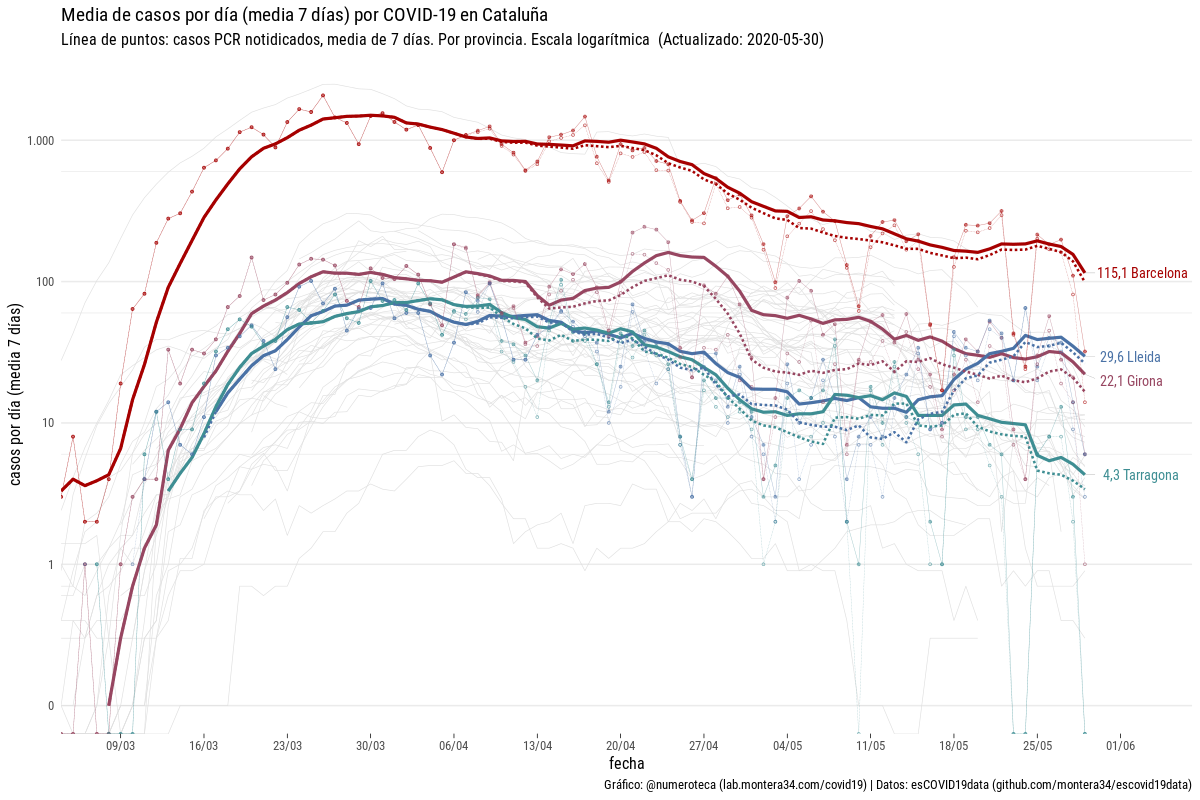 Media de casos por día (media 7 días) por COVID-19 en Cataluña
Línea de puntos: casos PCR notidicados, media de 7 días. Por provincia. Escala logarítmica (Actualizado: 2020-05-30)
casos por día (media 7 días)
1.000
100
10
1
0
115,1 Barcelona
29,6 Lleida
22,1 Girona
4,3 Tarragona
09/03 16/03 23/03 30/03 06/04 13/04 20/04 27/04 04/05 11/05 18/05 25/05 01/06
fecha
Gráfico: @numeroteca (lab.montera34.com/covid19) | Datos: esCOVID19data (github.com/montera34/escovid19data)